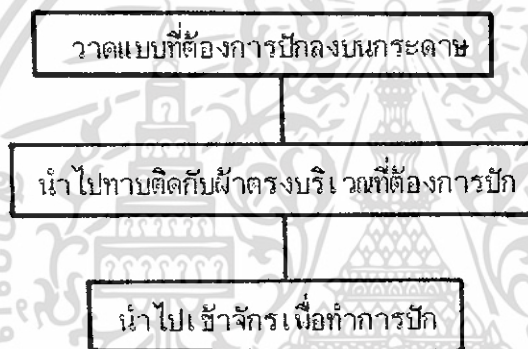 วาดแบบที่ต้องการปักลงบนกระดาษ
นำไปทาบติดกับผ้าตรงบริเวณที่ต้องการปัก
นำไปเข้าจักรเพื่อทำการปัก